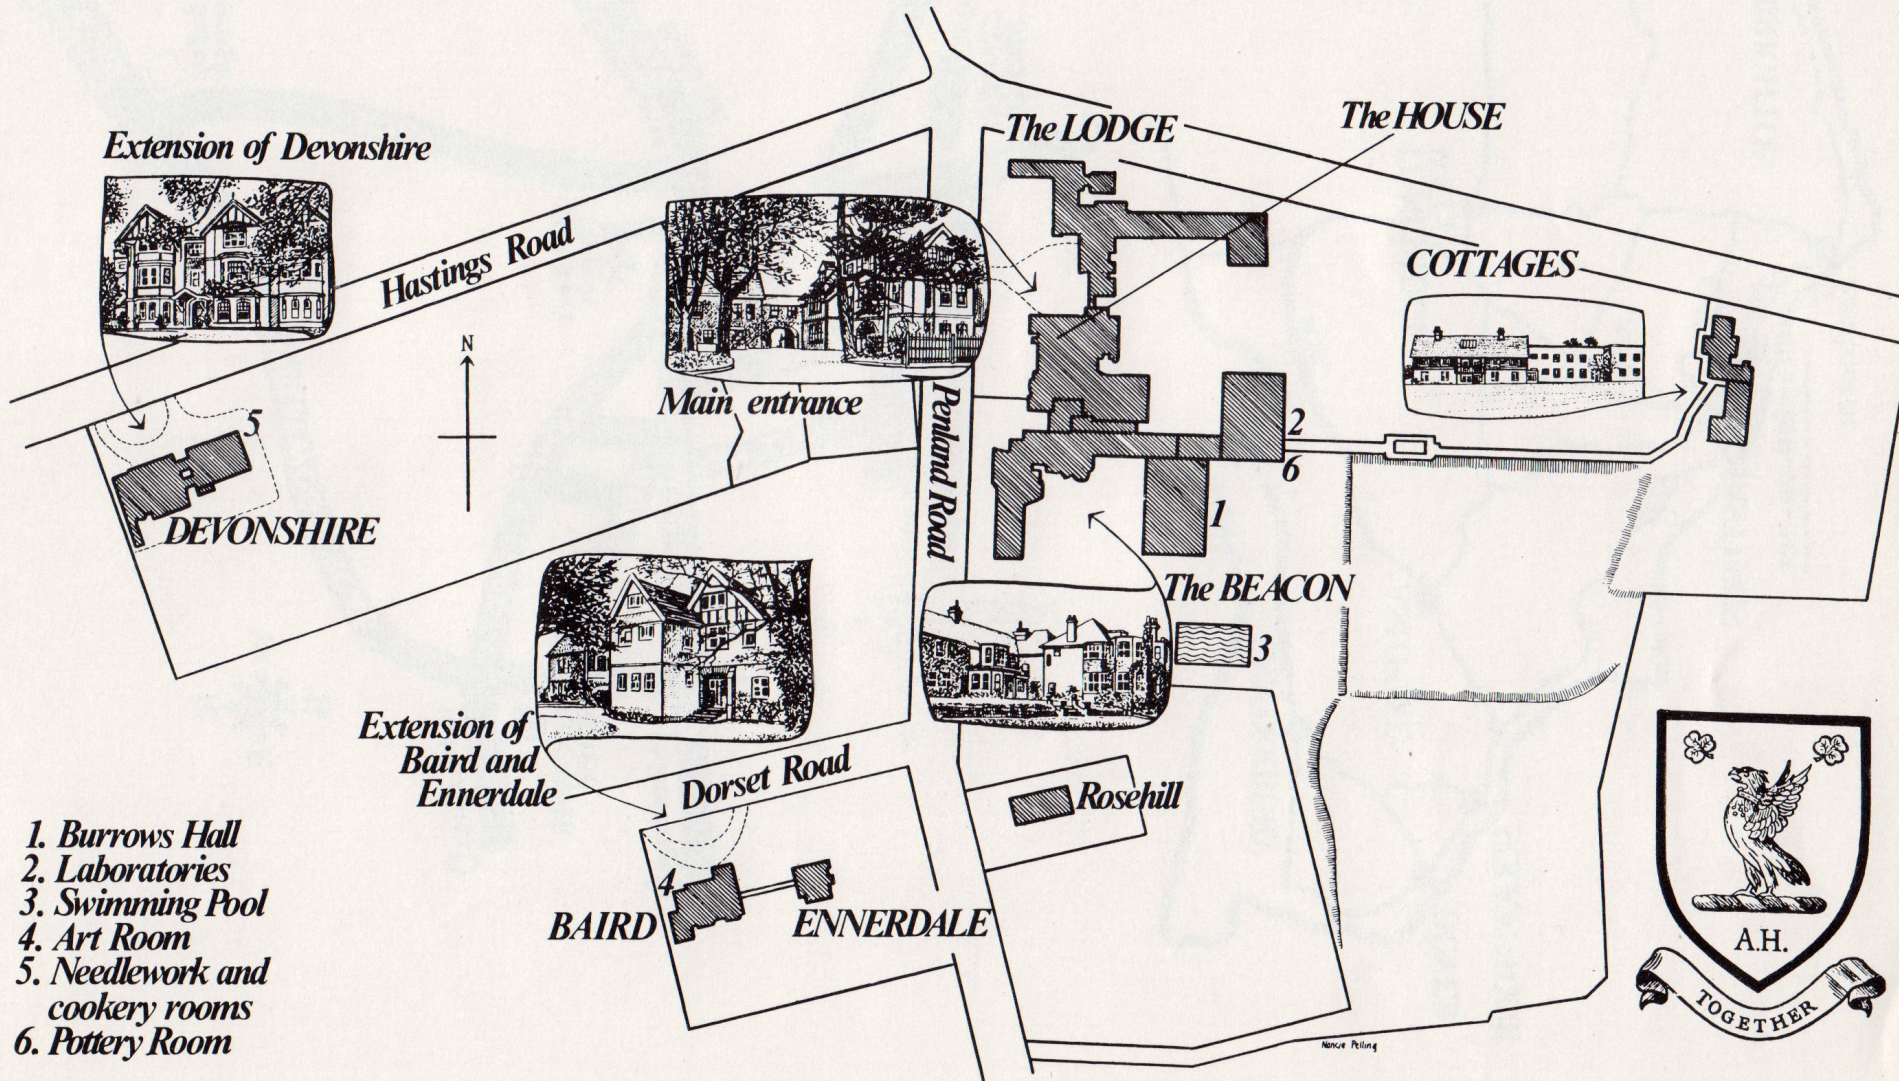 The LODGE
The HOUSE
Extension of Devonshire
Hastings Road
COTTAGES
N
Main entrance
Penland Road
5
2
6
1
DEVONSHIRE
The BEACON
3
Extension of
Baird and
Ennerdale
Dorset Road
Rosehill
4
BAIRD
ENNERDALE
1. Burrows Hall
2. Laboratories
3. Swimming Pool
4. Art Room
5. Needlework and
cookery rooms
6. Pottery Room
A.H.
TOGETHER
Nancie Pelling